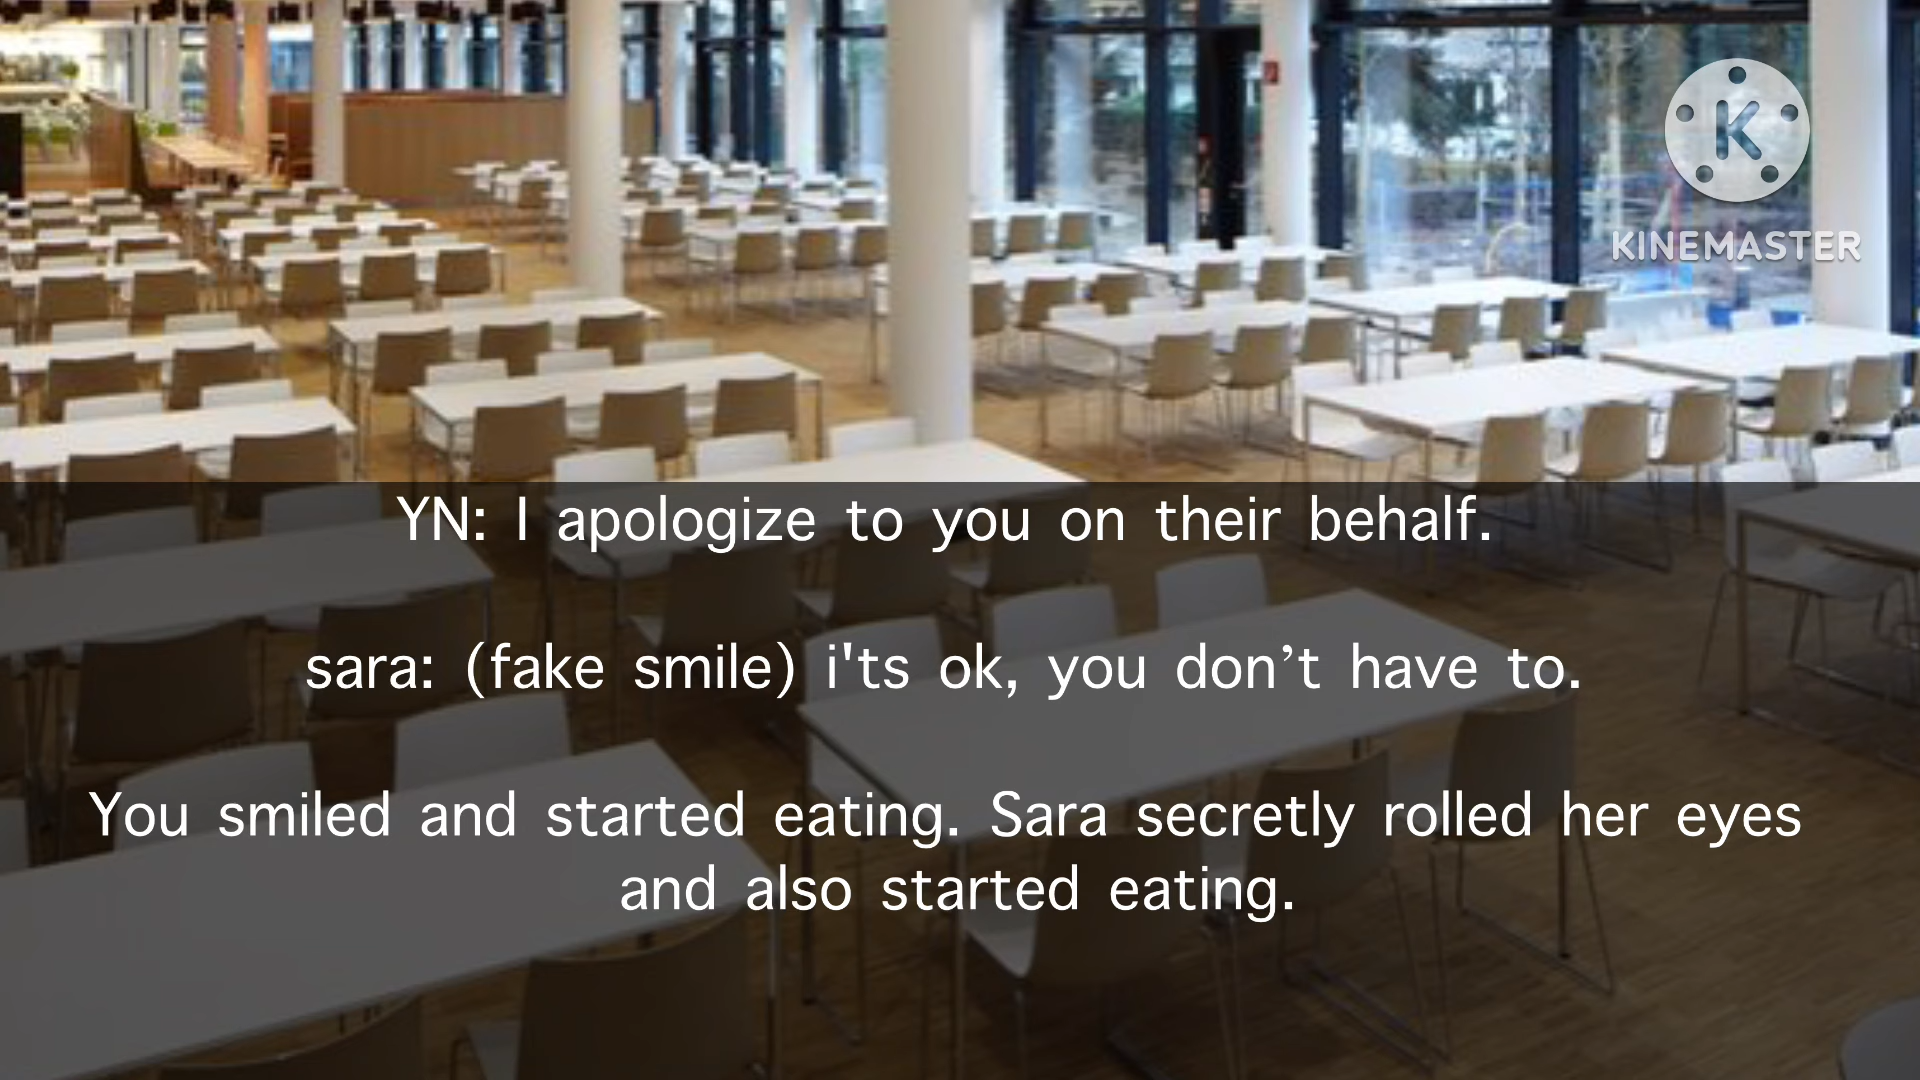 K
KINEMASTER
YN: I apologize to you on their behalf.
sara: (fake smile) i'ts ok, you don’t have to.
You smiled and started eating. Sara secretly rolled her eyes
and also started eating.